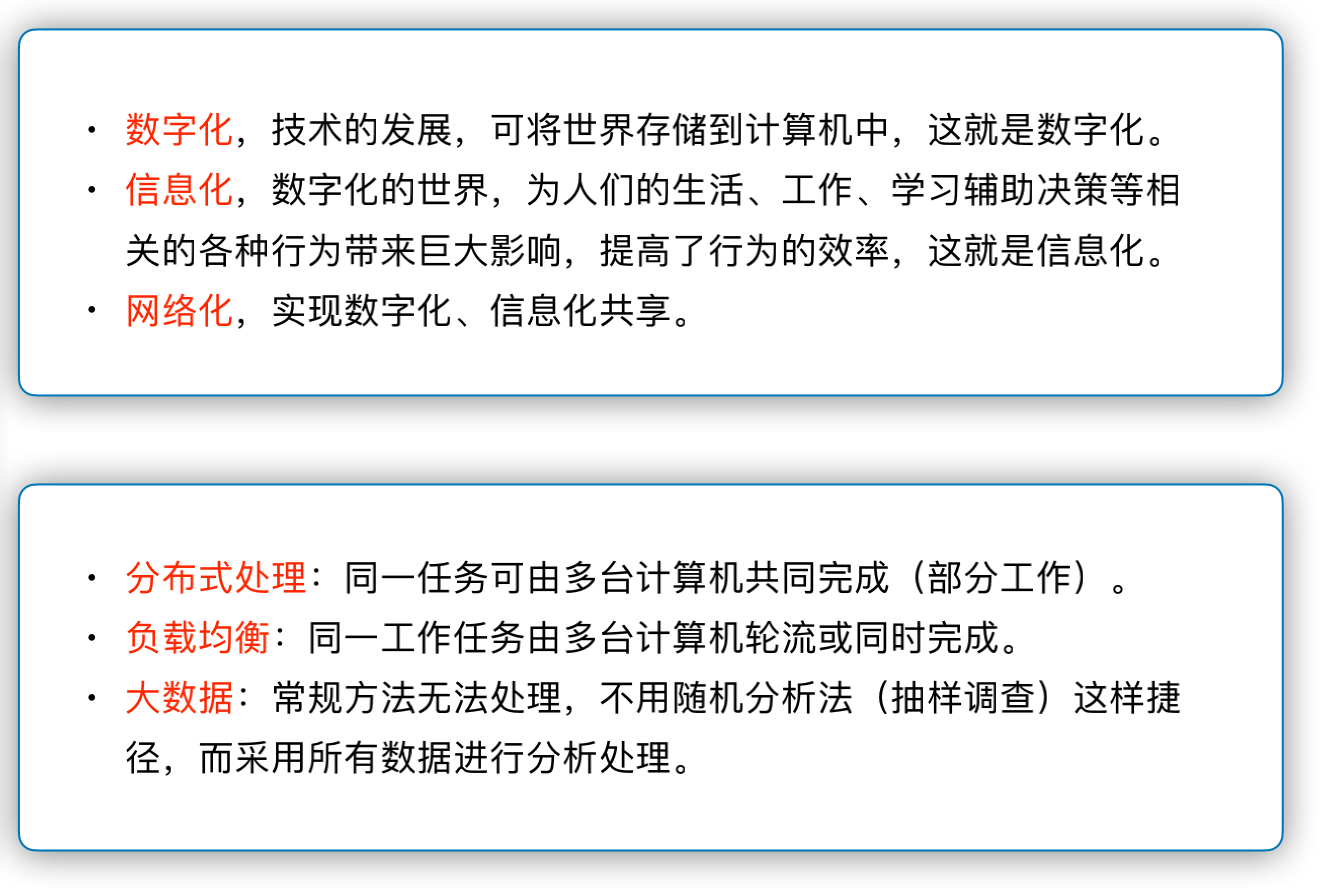 • 数字化，技术的发展，可将世界存储到计算机中，这就是数字化。
• 信息化，数字化的世界，为人们的生活、工作、学习辅助决策等相
关的各种行为带来巨大影响，提高了行为的效率，这就是信息化。
• 网络化，实现数字化、信息化共享。
• 分布式处理：同一任务可由多台计算机共同完成（部分工作）。
• 负载均衡：同一工作任务由多台计算机轮流或同时完成。
• 大数据：常规方法无法处理，不用随机分析法（抽样调查）这样捷
径，而采用所有数据进行分析处理。